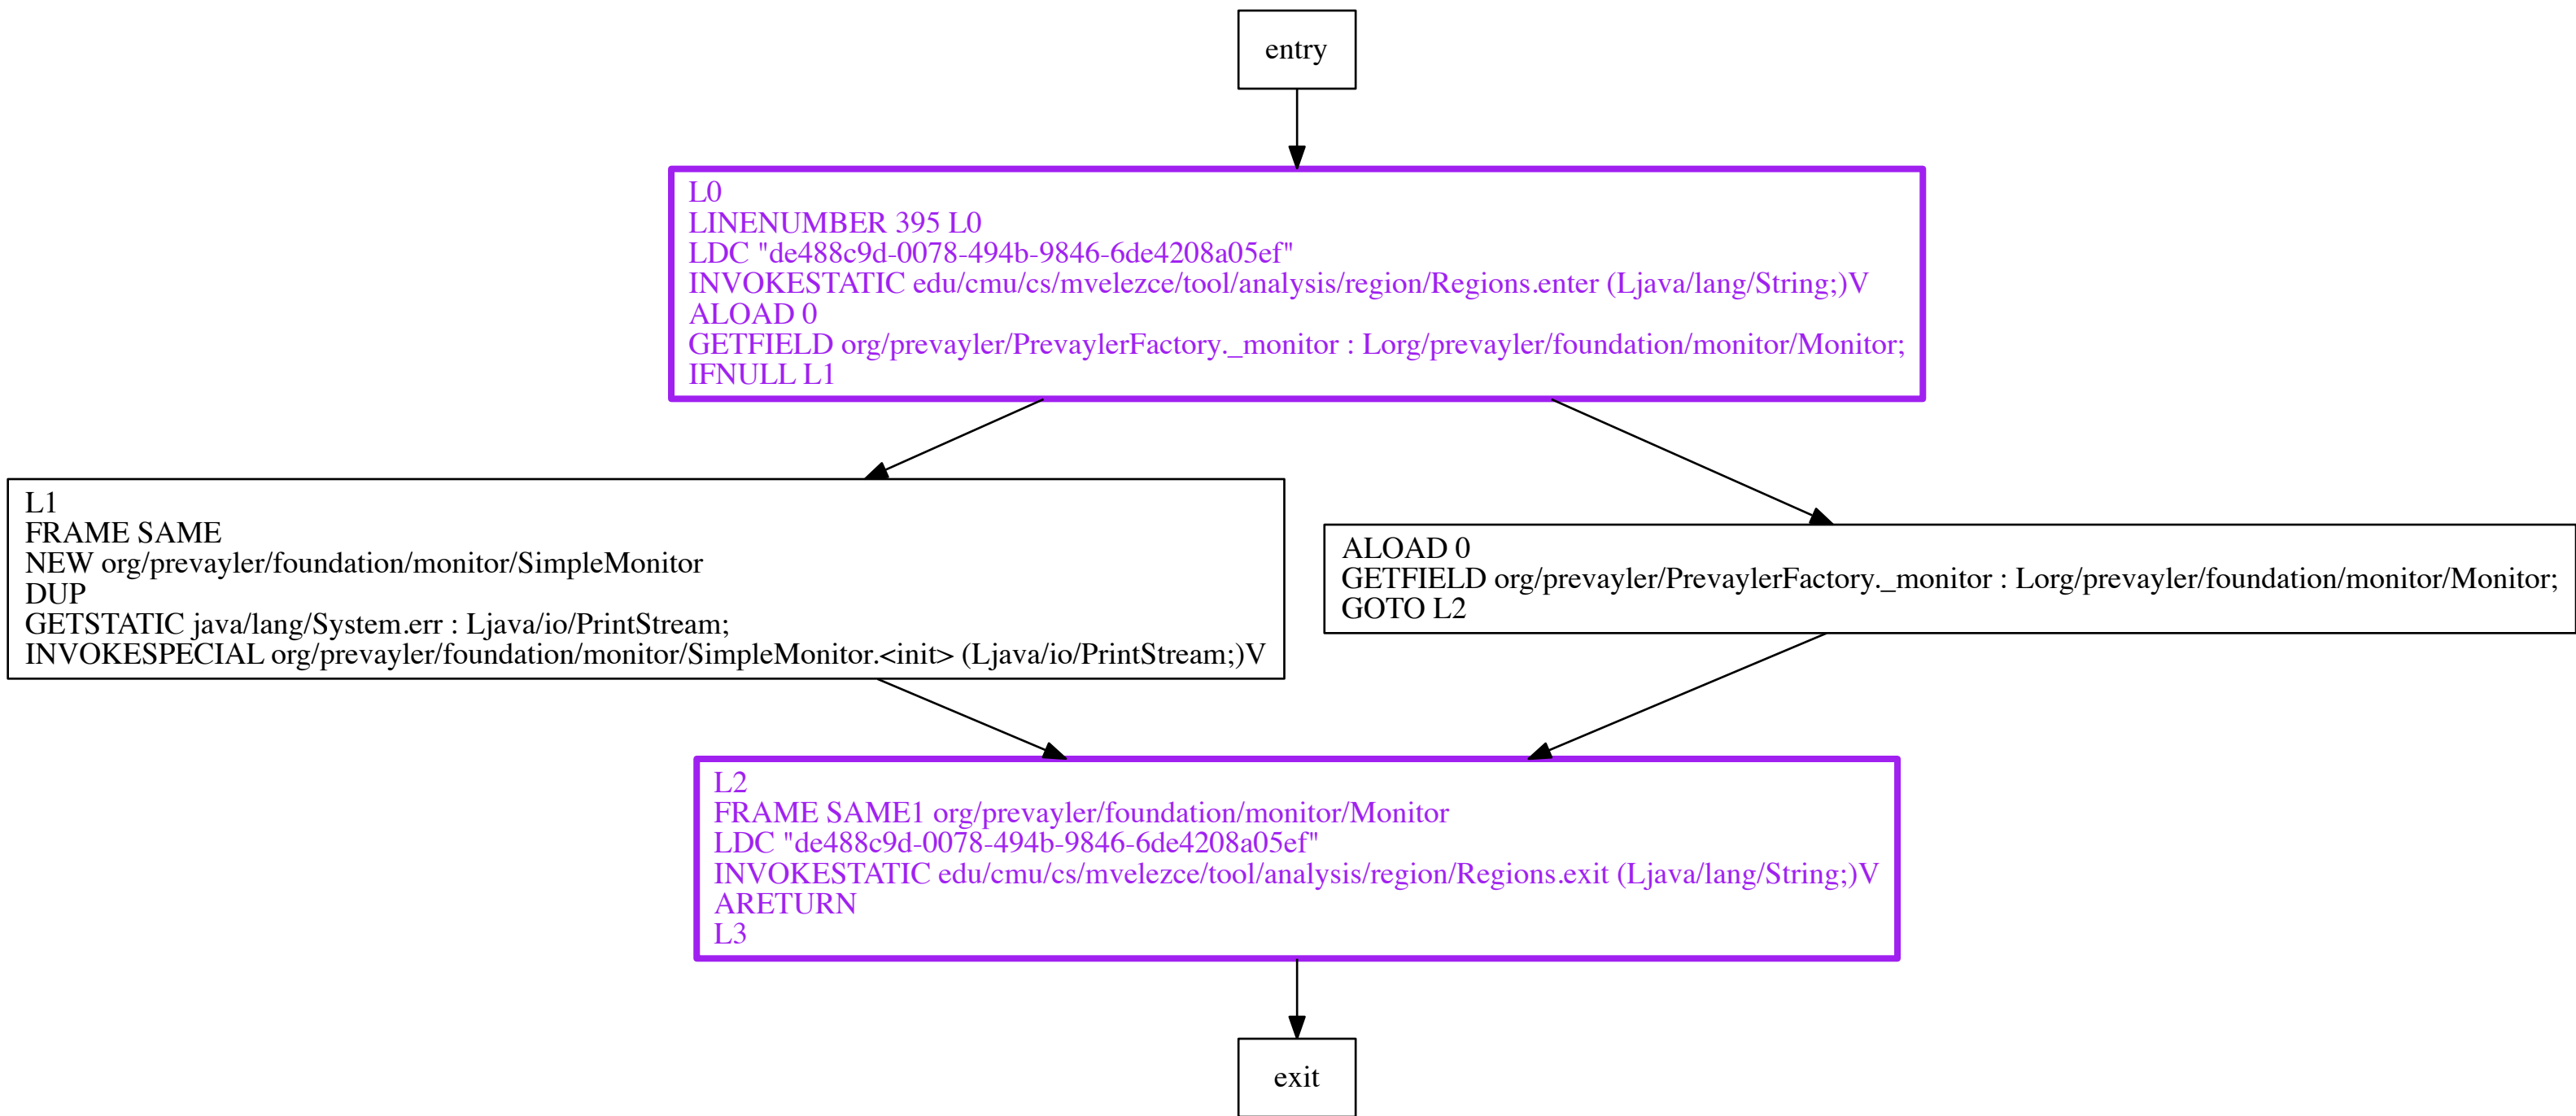 entry
L0
LINENUMBER 395 L0
LDC "de488c9d-0078-494b-9846-6de4208a05ef"
INVOKESTATIC edu/cmu/cs/mvelezce/tool/analysis/region/Regions.enter (Ljava/lang/String;)V
ALOAD 0
GETFIELD org/prevayler/PrevaylerFactory._monitor : Lorg/prevayler/foundation/monitor/Monitor;
IFNULL L1
L1
FRAME SAME
NEW org/prevayler/foundation/monitor/SimpleMonitor
DUP
GETSTATIC java/lang/System.err : Ljava/io/PrintStream;
INVOKESPECIAL org/prevayler/foundation/monitor/SimpleMonitor.<init> (Ljava/io/PrintStream;)V
ALOAD 0
GETFIELD org/prevayler/PrevaylerFactory._monitor : Lorg/prevayler/foundation/monitor/Monitor;
GOTO L2
L2
FRAME SAME1 org/prevayler/foundation/monitor/Monitor
LDC "de488c9d-0078-494b-9846-6de4208a05ef"
INVOKESTATIC edu/cmu/cs/mvelezce/tool/analysis/region/Regions.exit (Ljava/lang/String;)V
ARETURN
L3
exit